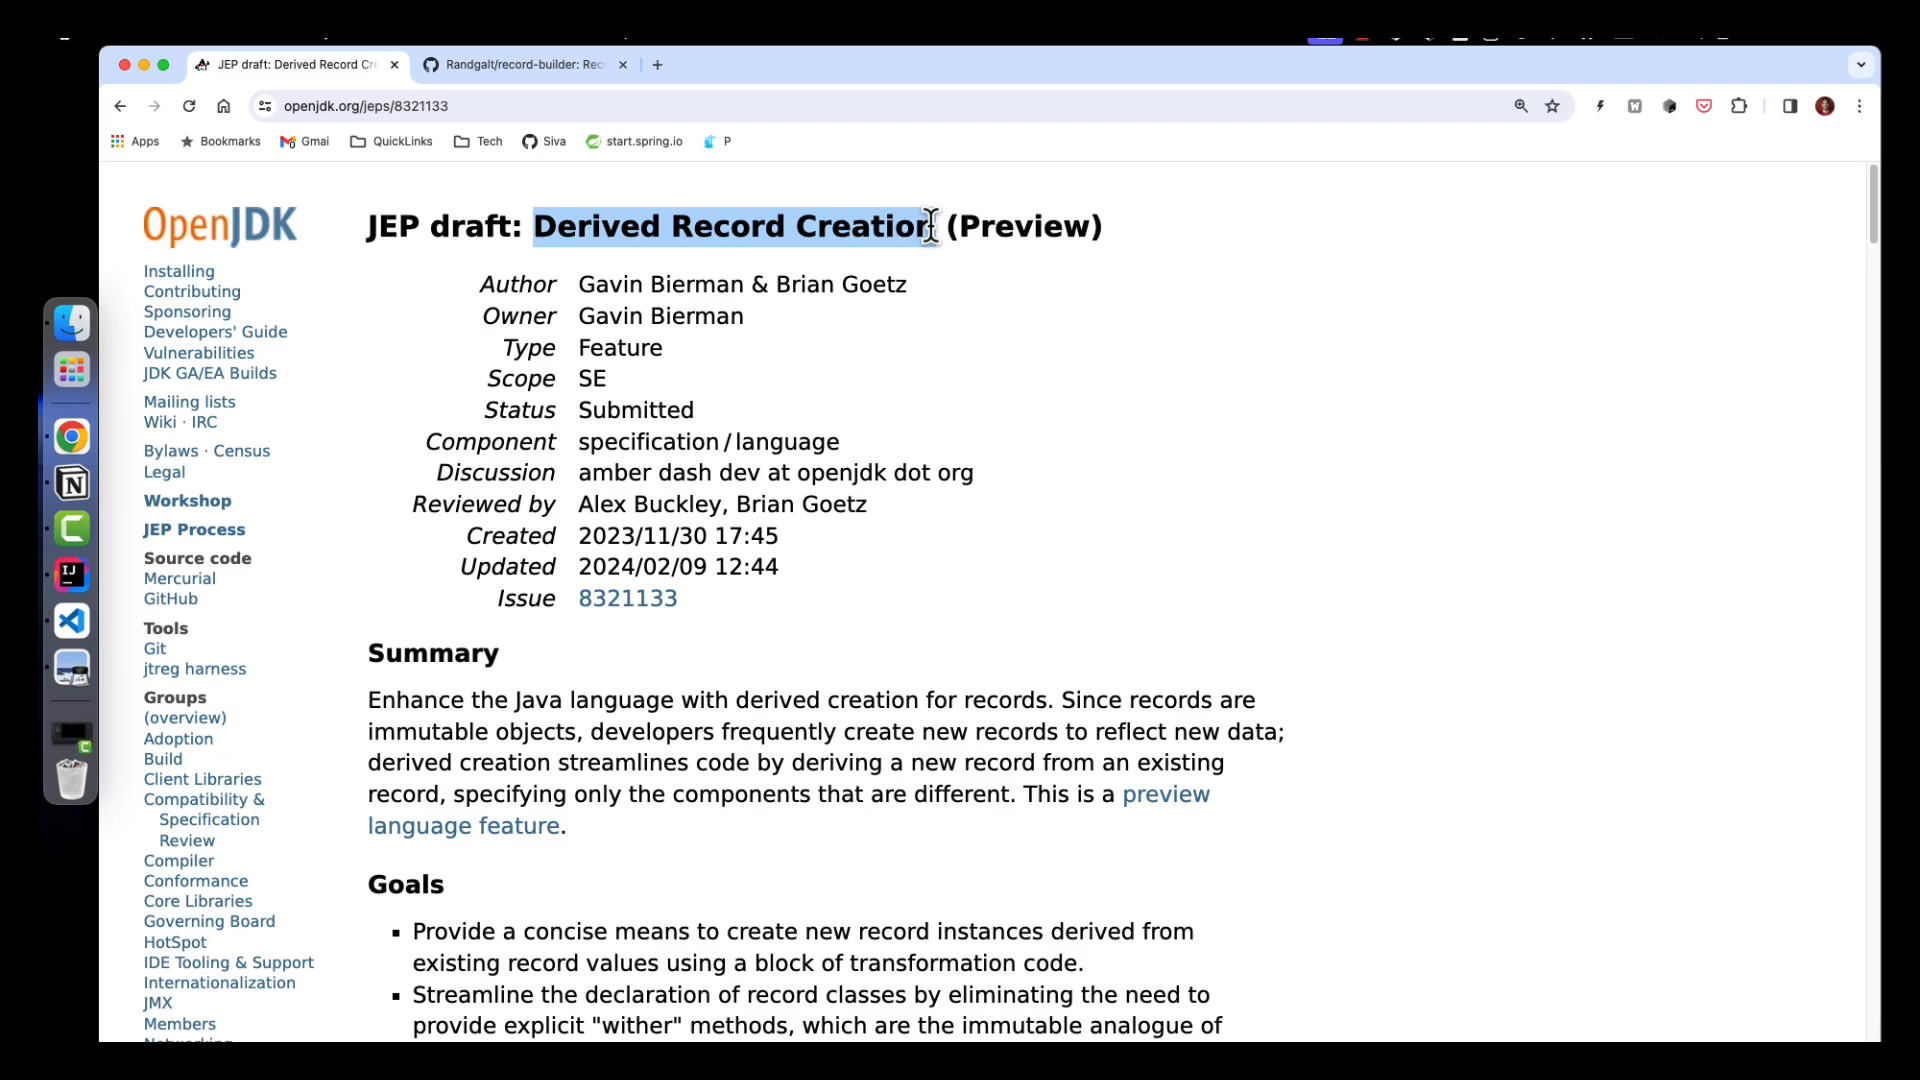 JEP draft: Derived Record Cre
Randgalt/record-builder: Rec
openjdk.org/jeps/8321133
Apps
Bookmarks
Gmai
QuickLinks
Tech
Siva
start.spring.io
P
OpenJDK
Installing
Contributing
Sponsoring
Developers' Guide
Vulnerabilities
JDK GA/EA Builds
Mailing lists
Wiki · IRC
Bylaws · Census
Legal
Workshop
JEP Process
Source code
Mercurial
GitHub
Tools
Git
jtreg harness
Groups
(overview)
Adoption
Build
Client Libraries
Compatibility &
Specification
Review
Compiler
Conformance
Core Libraries
Governing Board
HotSpot
IDE Tooling & Support
Internationalization
JMX
Members
JEP draft: Derived Record Creation (Preview)
Author Gavin Bierman & Brian Goetz
Owner Gavin Bierman
Type Feature
Scope SE
Status Submitted
Component specification / language
Discussion amber dash dev at openjdk dot org
Reviewed by Alex Buckley, Brian Goetz
Created 2023/11/30 17:45
Updated 2024/02/09 12:44
Issue 8321133
Summary
Enhance the Java language with derived creation for records. Since records are
immutable objects, developers frequently create new records to reflect new data;
derived creation streamlines code by deriving a new record from an existing
record, specifying only the components that are different. This is a preview
language feature.
Goals
▪ Provide a concise means to create new record instances derived from
existing record values using a block of transformation code.
▪ Streamline the declaration of record classes by eliminating the need to
provide explicit "wither" methods, which are the immutable analogue of